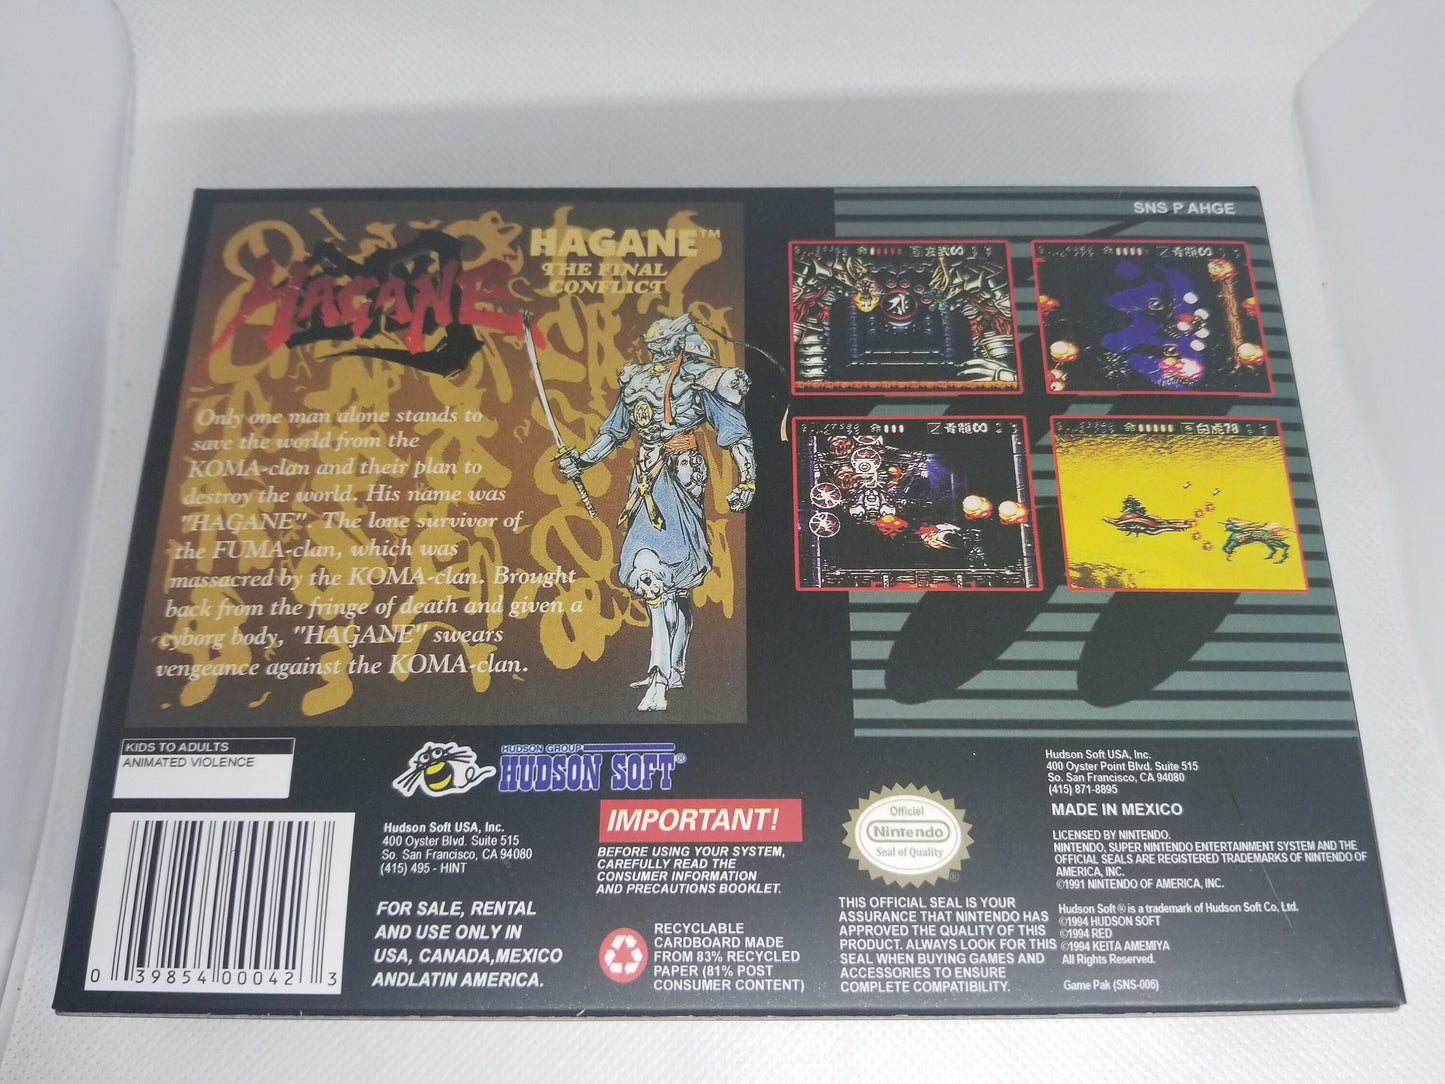 SNS P AHGE
HAGANE™
HAGANE™
THE FINAL
CONFLICT
Only one man alone stands to
save the world from the
KOMA-clan and their plan to
destroy the world. His name was
"HAGANE". The lone survivor of
the FUMA-clan, which was
massacred by the KOMA-clan. Brought
back from the fringe of death and given a
cyborg body, "HAGANE" swears
vengeance against the KOMA-clan.
KIDS TO ADULTS
ANIMATED VIOLENCE
HUDSON GROUP
HUDSON SOFT®
Hudson Soft USA, Inc.
400 Oyster Blvd. Suite 515
So. San Francisco, CA 94080
(415) 495 - HINT
FOR SALE, RENTAL
AND USE ONLY IN
USA, CANADA,MEXICO
ANDLATIN AMERICA.
0 39854 00042 3
IMPORTANT!
BEFORE USING YOUR SYSTEM,
CAREFULLY READ THE
CONSUMER INFORMATION
AND PRECAUTIONS BOOKLET.
RECYCLABLE
CARDBOARD MADE
FROM 83% RECYCLED
PAPER (81% POST
CONSUMER CONTENT)
Officiel
Nintendo
Seal of Quality
®
THIS OFFICIAL SEAL IS YOUR
ASSURANCE THAT NINTENDO HAS
APPROVED THE QUALITY OF THIS
PRODUCT. ALWAYS LOOK FOR THIS
SEAL WHEN BUYING GAMES AND
ACCESSORIES TO ENSURE
COMPLETE COMPATIBILITY.
Hudson Soft USA, Inc.
400 Oyster Point Blvd. Suite 515
So. San Francisco, CA 94080
(415) 871-8895
MADE IN MEXICO
LICENSED BY NINTENDO.
NINTENDO, SUPER NINTENDO ENTERTAINMENT SYSTEM AND THE
OFFICIAL SEALS ARE REGISTERED TRADEMARKS OF NINTENDO OF
AMERICA, INC.
©1991 NINTENDO OF AMERICA, INC.
Hudson Soft ® is a trademark of Hudson Soft Co, Ltd.
©1994 HUDSON SOFT
©1994 RED
©1994 KEITA AMEMIYA
All Rights Reserved.
Game Pak (SNS-006)